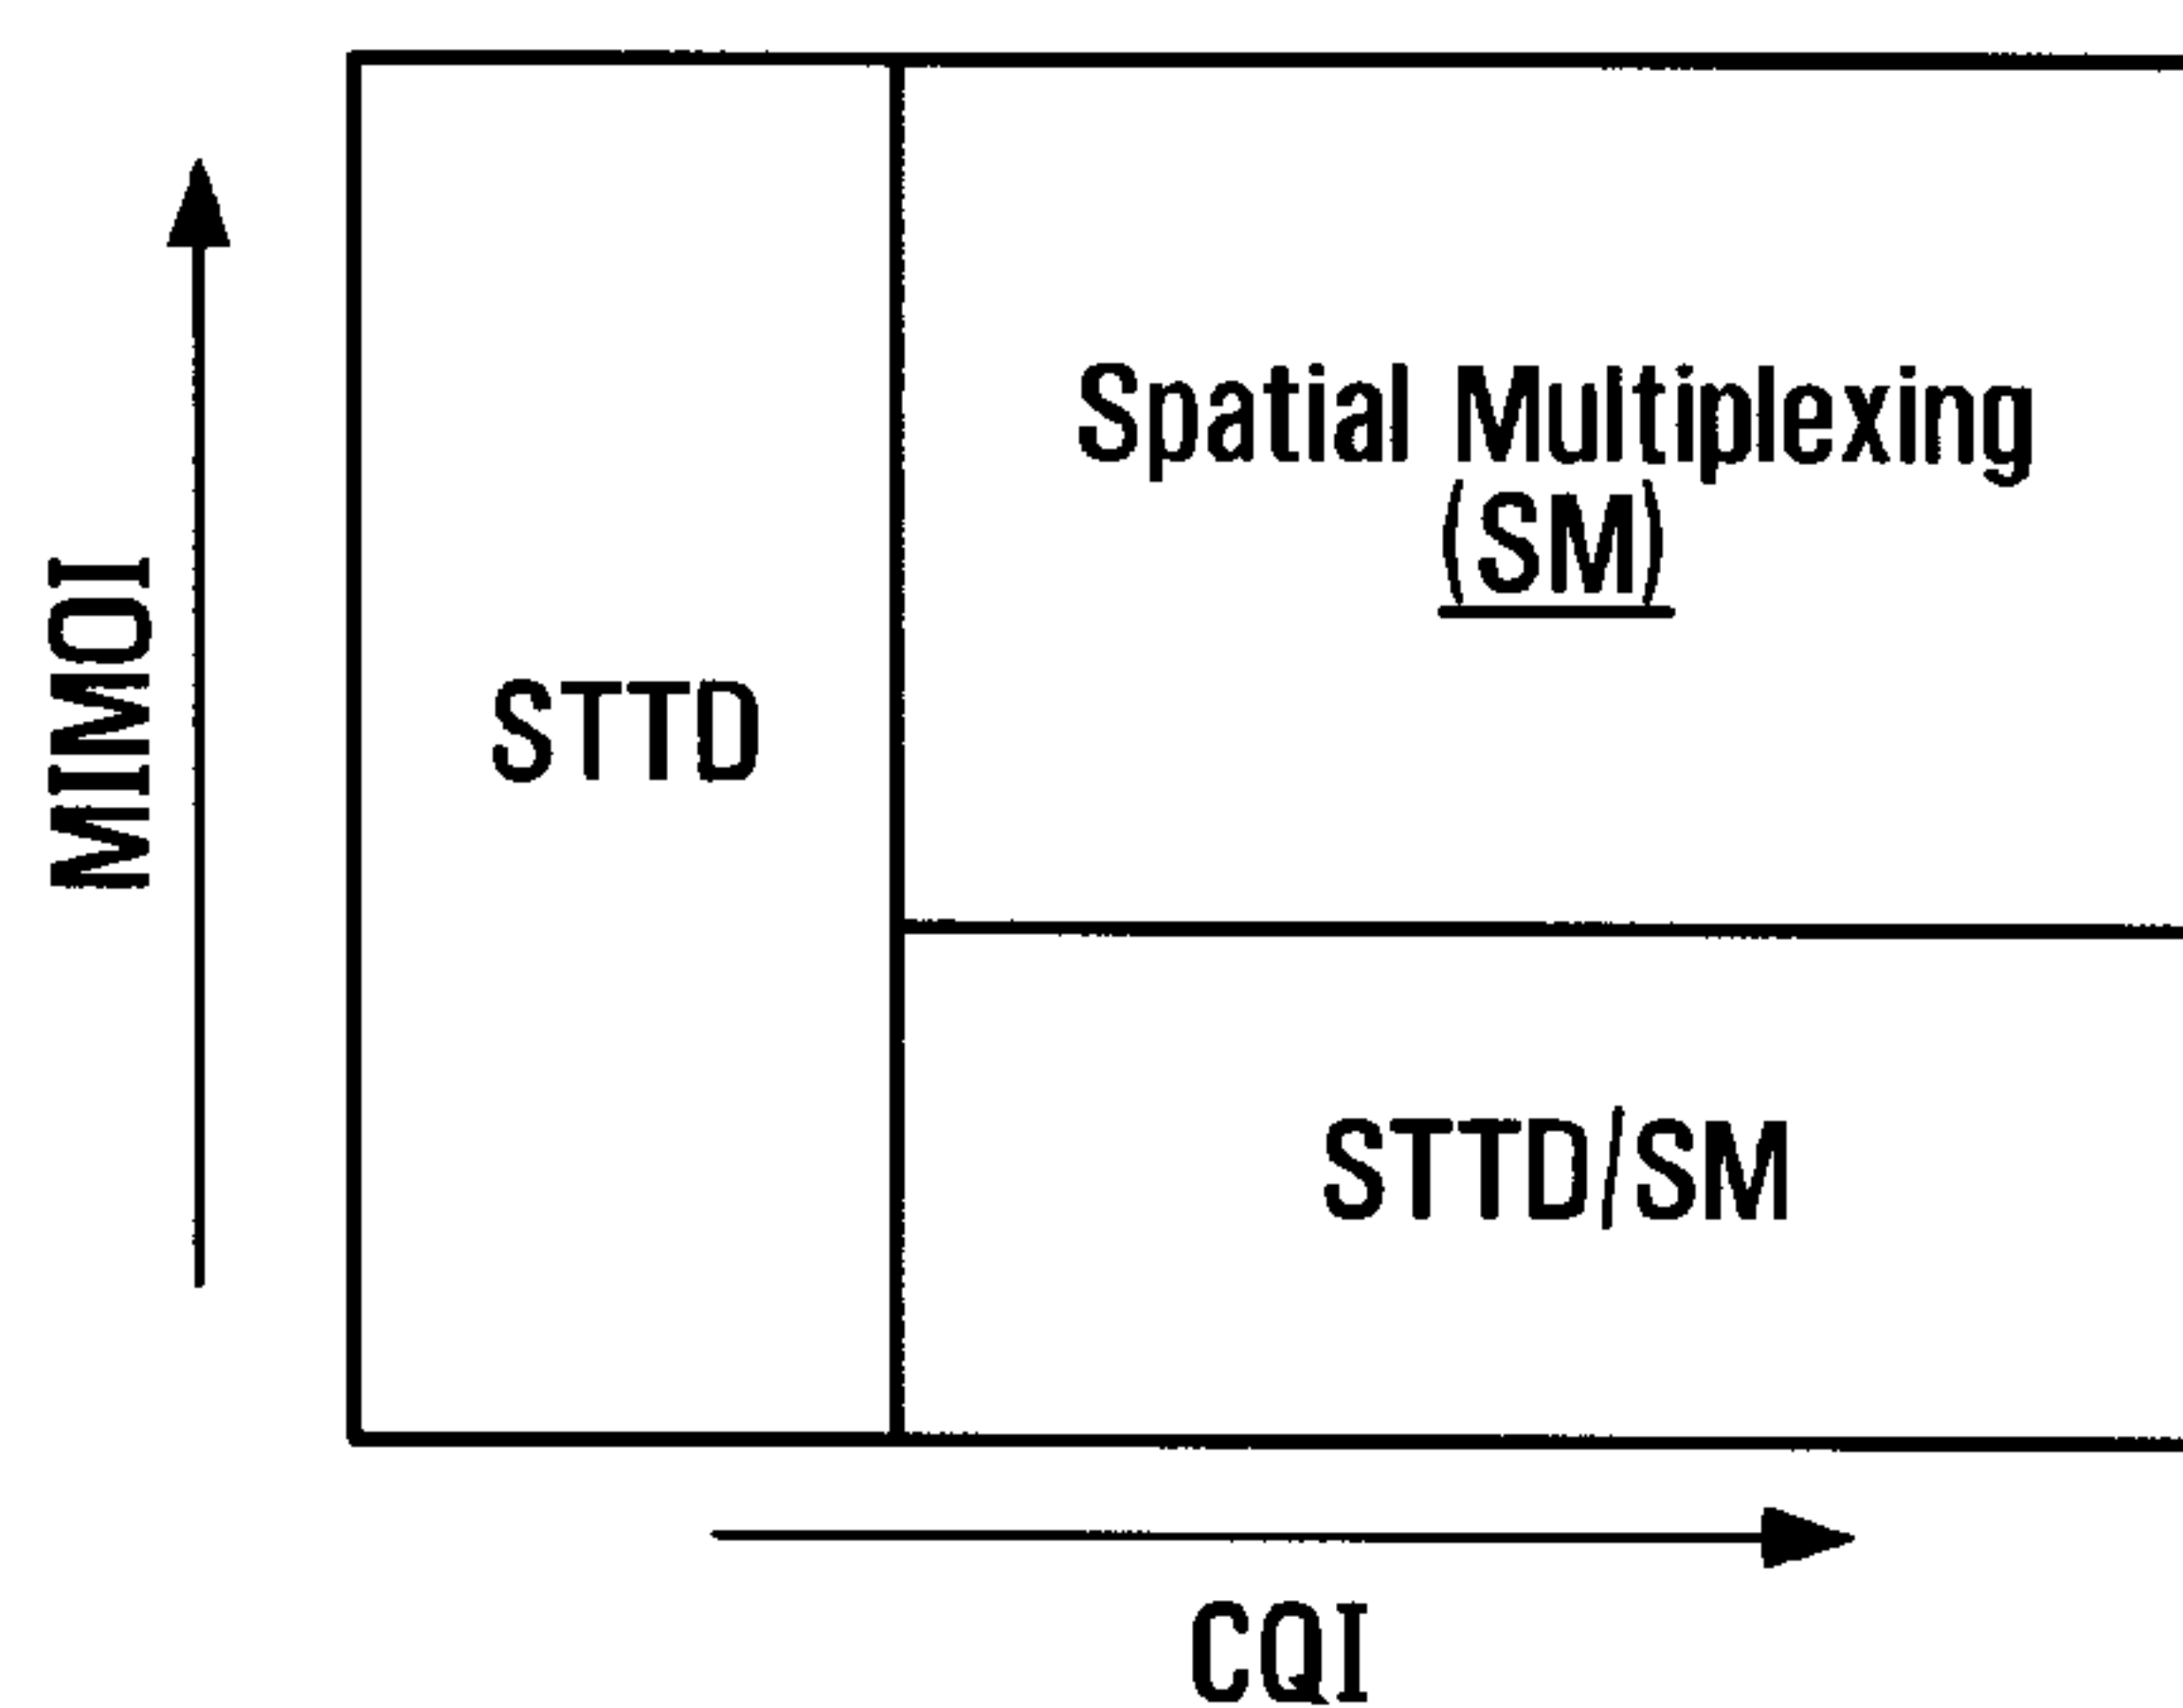 MIMOI
STTD
Spatial Multiplexing
(SM)
STTD/SM
CQI